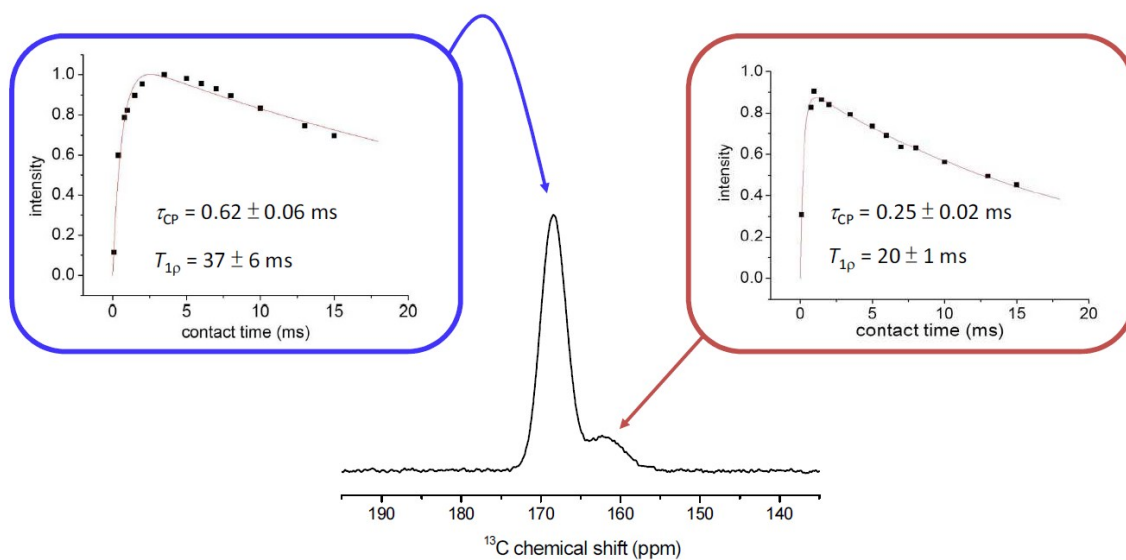 1.0
0.8
0.6
0.4
0.2
0.0
intensity
τCP = 0.62 ± 0.06 ms
T1ρ = 37 ± 6 ms
0 5 10 15 20
contact time (ms)
1.0
0.8
0.6
0.4
0.2
0.0
intensity
τCP = 0.25 ± 0.02 ms
T1ρ = 20 ± 1 ms
0 5 10 15 20
contact time (ms)
190 180 170 160 150 140
13C chemical shift (ppm)